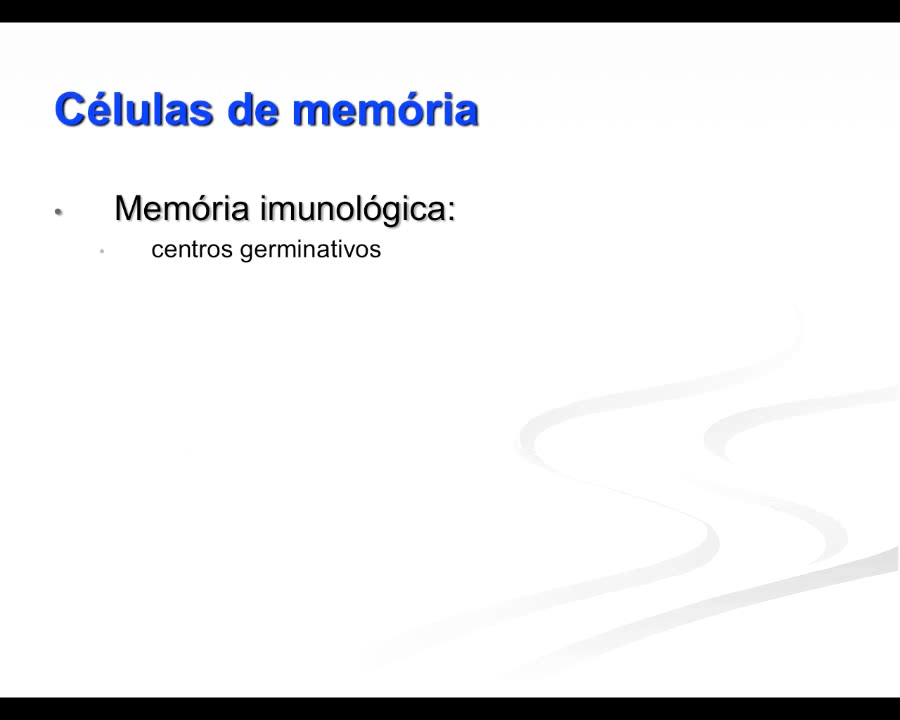 Células de memória
• Memória imunológica:
• centros germinativos